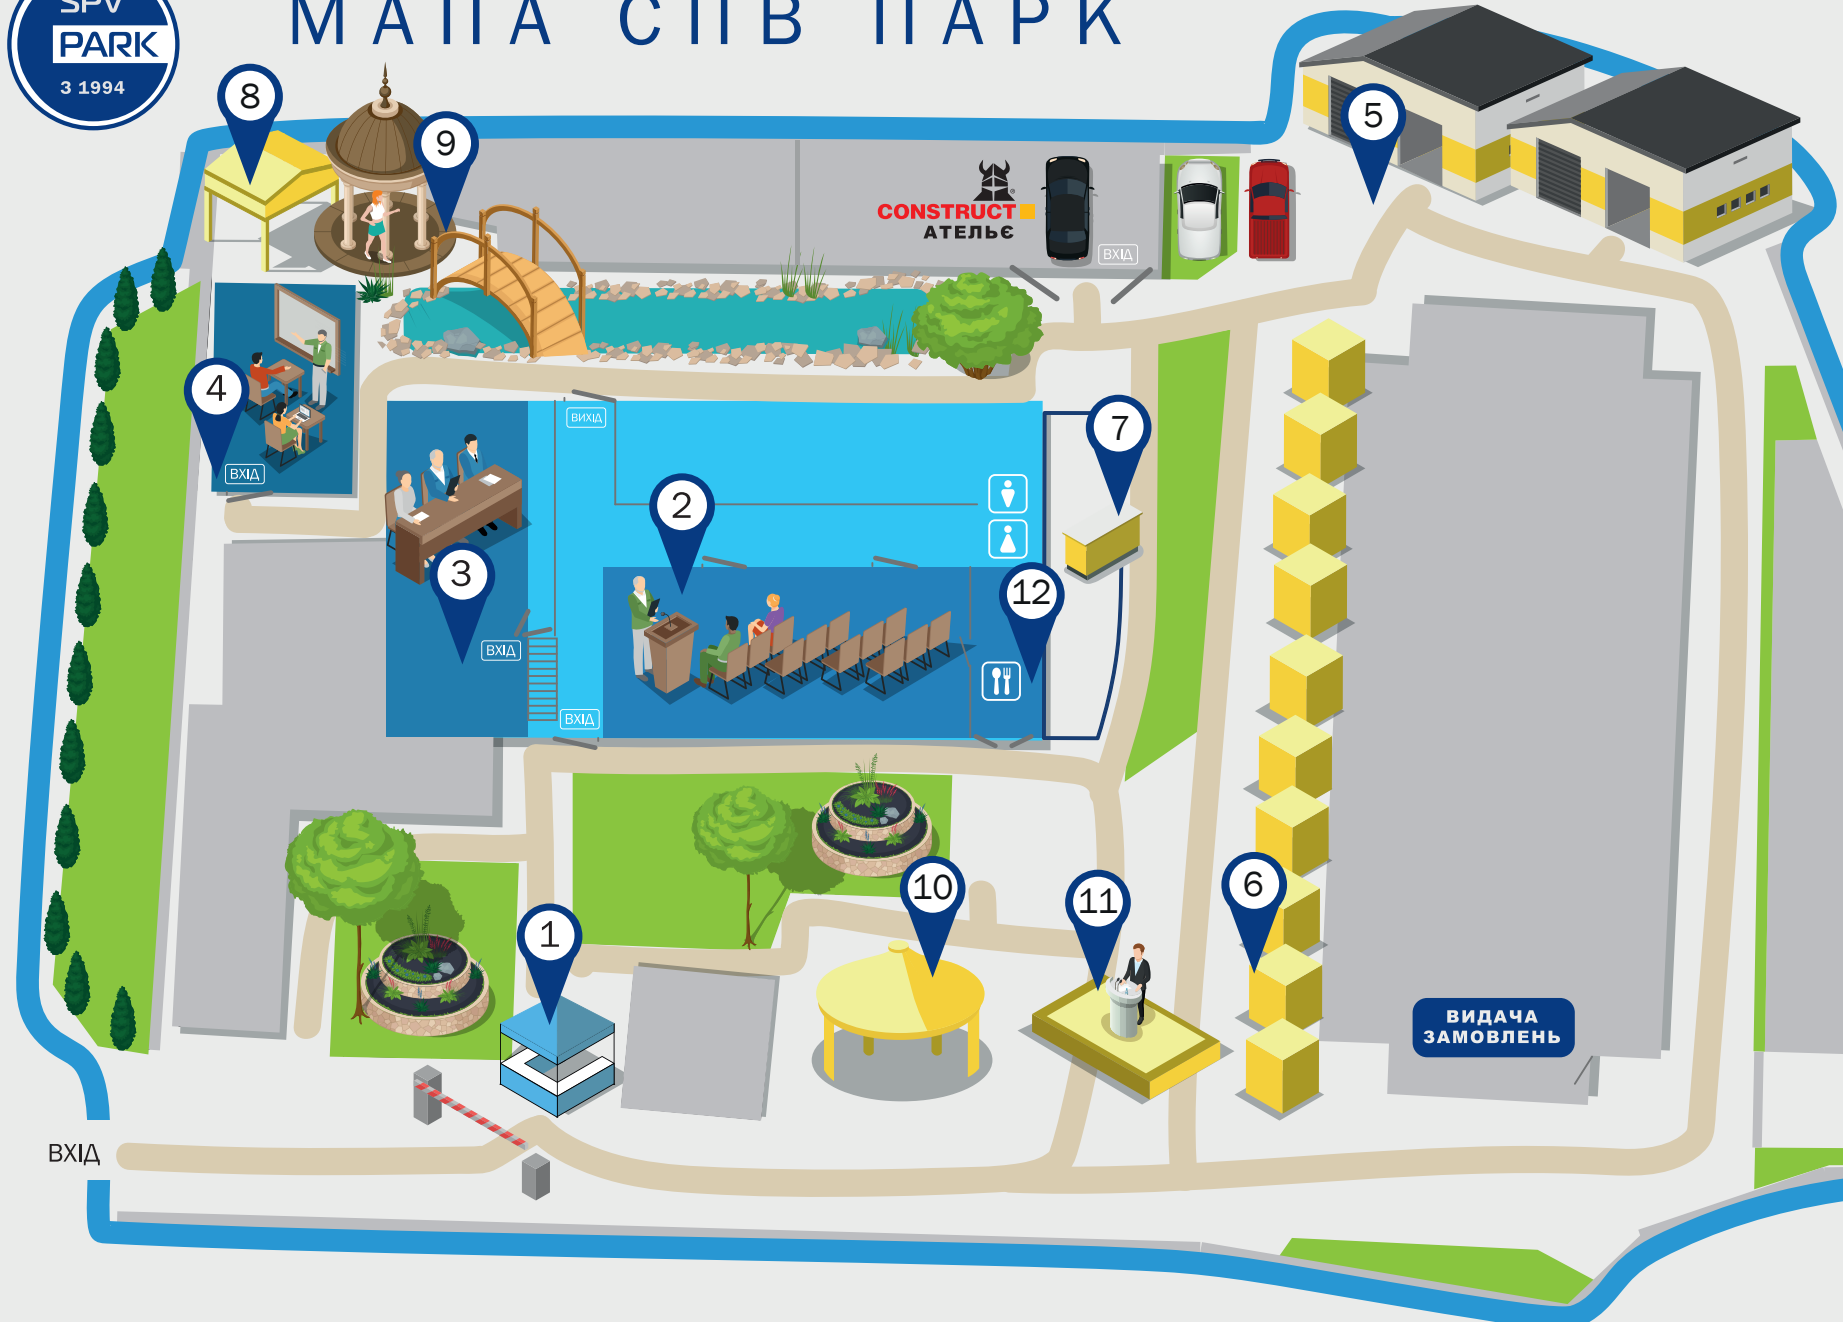 SPV
PARK
З 1994
МАПА СПВ ПАРК
8
9
5
CONSTRUCT
АТЕЛЬЄ
ВХІД
4
ВХІД
ВИХІД
7
2
3
12
ВХІД
ВХІД
10
11
6
1
ВИДАЧА
ЗАМОВЛЕНЬ
ВХІД